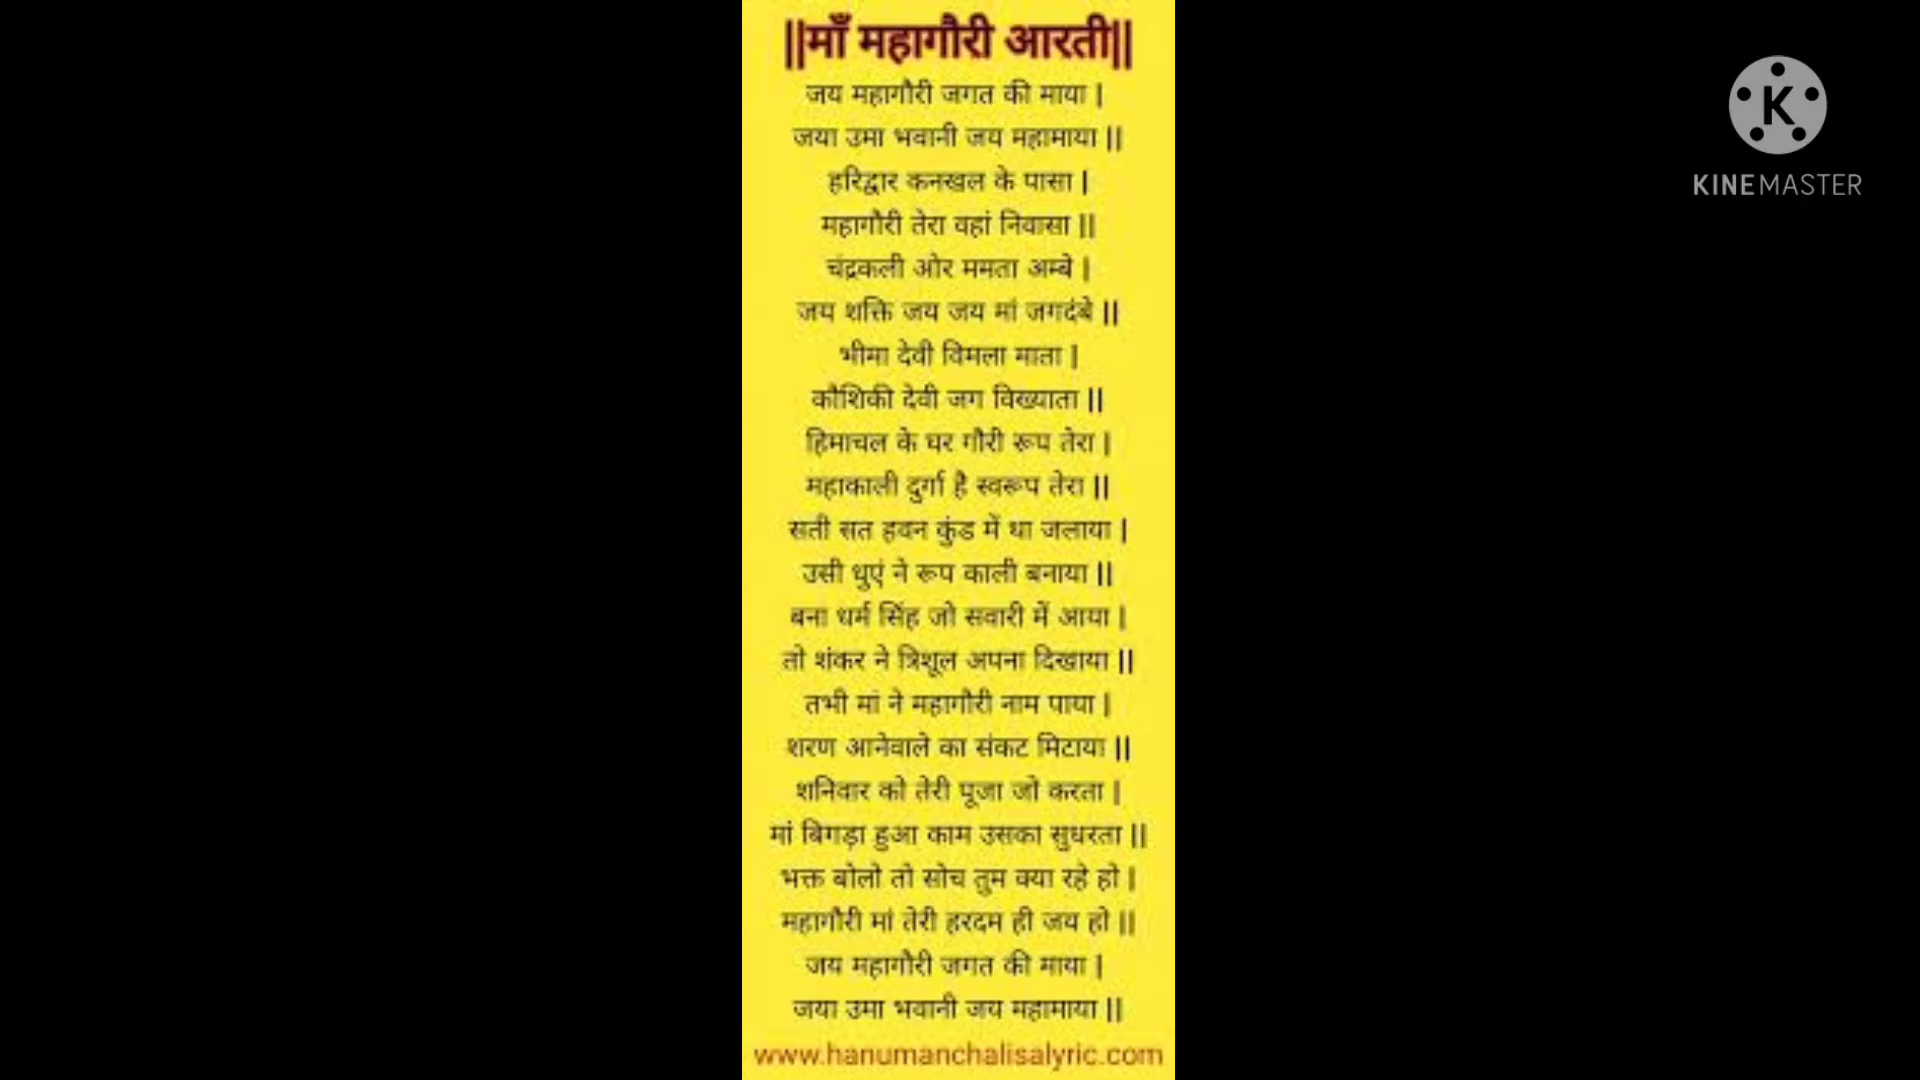 ||माँ महागौरी आरती||
जय महागौरी जगत की माया |
जया उमा भवानी जय महामाया ||
हरिद्वार कनखल के पासा |
महागौरी तेरा वहां निवासा ||
चंद्रकली ओर ममता अम्बे |
जय शक्ति जय जय मां जगदंबे ||
भीमा देवी विमला माता |
कौशिकी देवी जग विख्याता ||
हिमाचल के घर गौरी रूप तेरा |
महाकाली दुर्गा है स्वरूप तेरा ||
सती सत हवन कुंड में था जलाया |
उसी धुएं ने रूप काली बनाया ||
बना धर्म सिंह जो सवारी में आया |
तो शंकर ने त्रिशूल अपना दिखाया ||
तभी मां ने महागौरी नाम पाया |
शरण आनेवाले का संकट मिटाया ||
शनिवार को तेरी पूजा जो करता |
मां बिगड़ा हुआ काम उसका सुधरता ||
भक्त बोलो तो सोच तुम क्या रहे हो |
महागौरी मां तेरी हरदम ही जय हो ||
जय महागौरी जगत की माया |
जया उमा भवानी जय महामाया ||
www.hanumanchalisalyric.com
K
KINEMASTER